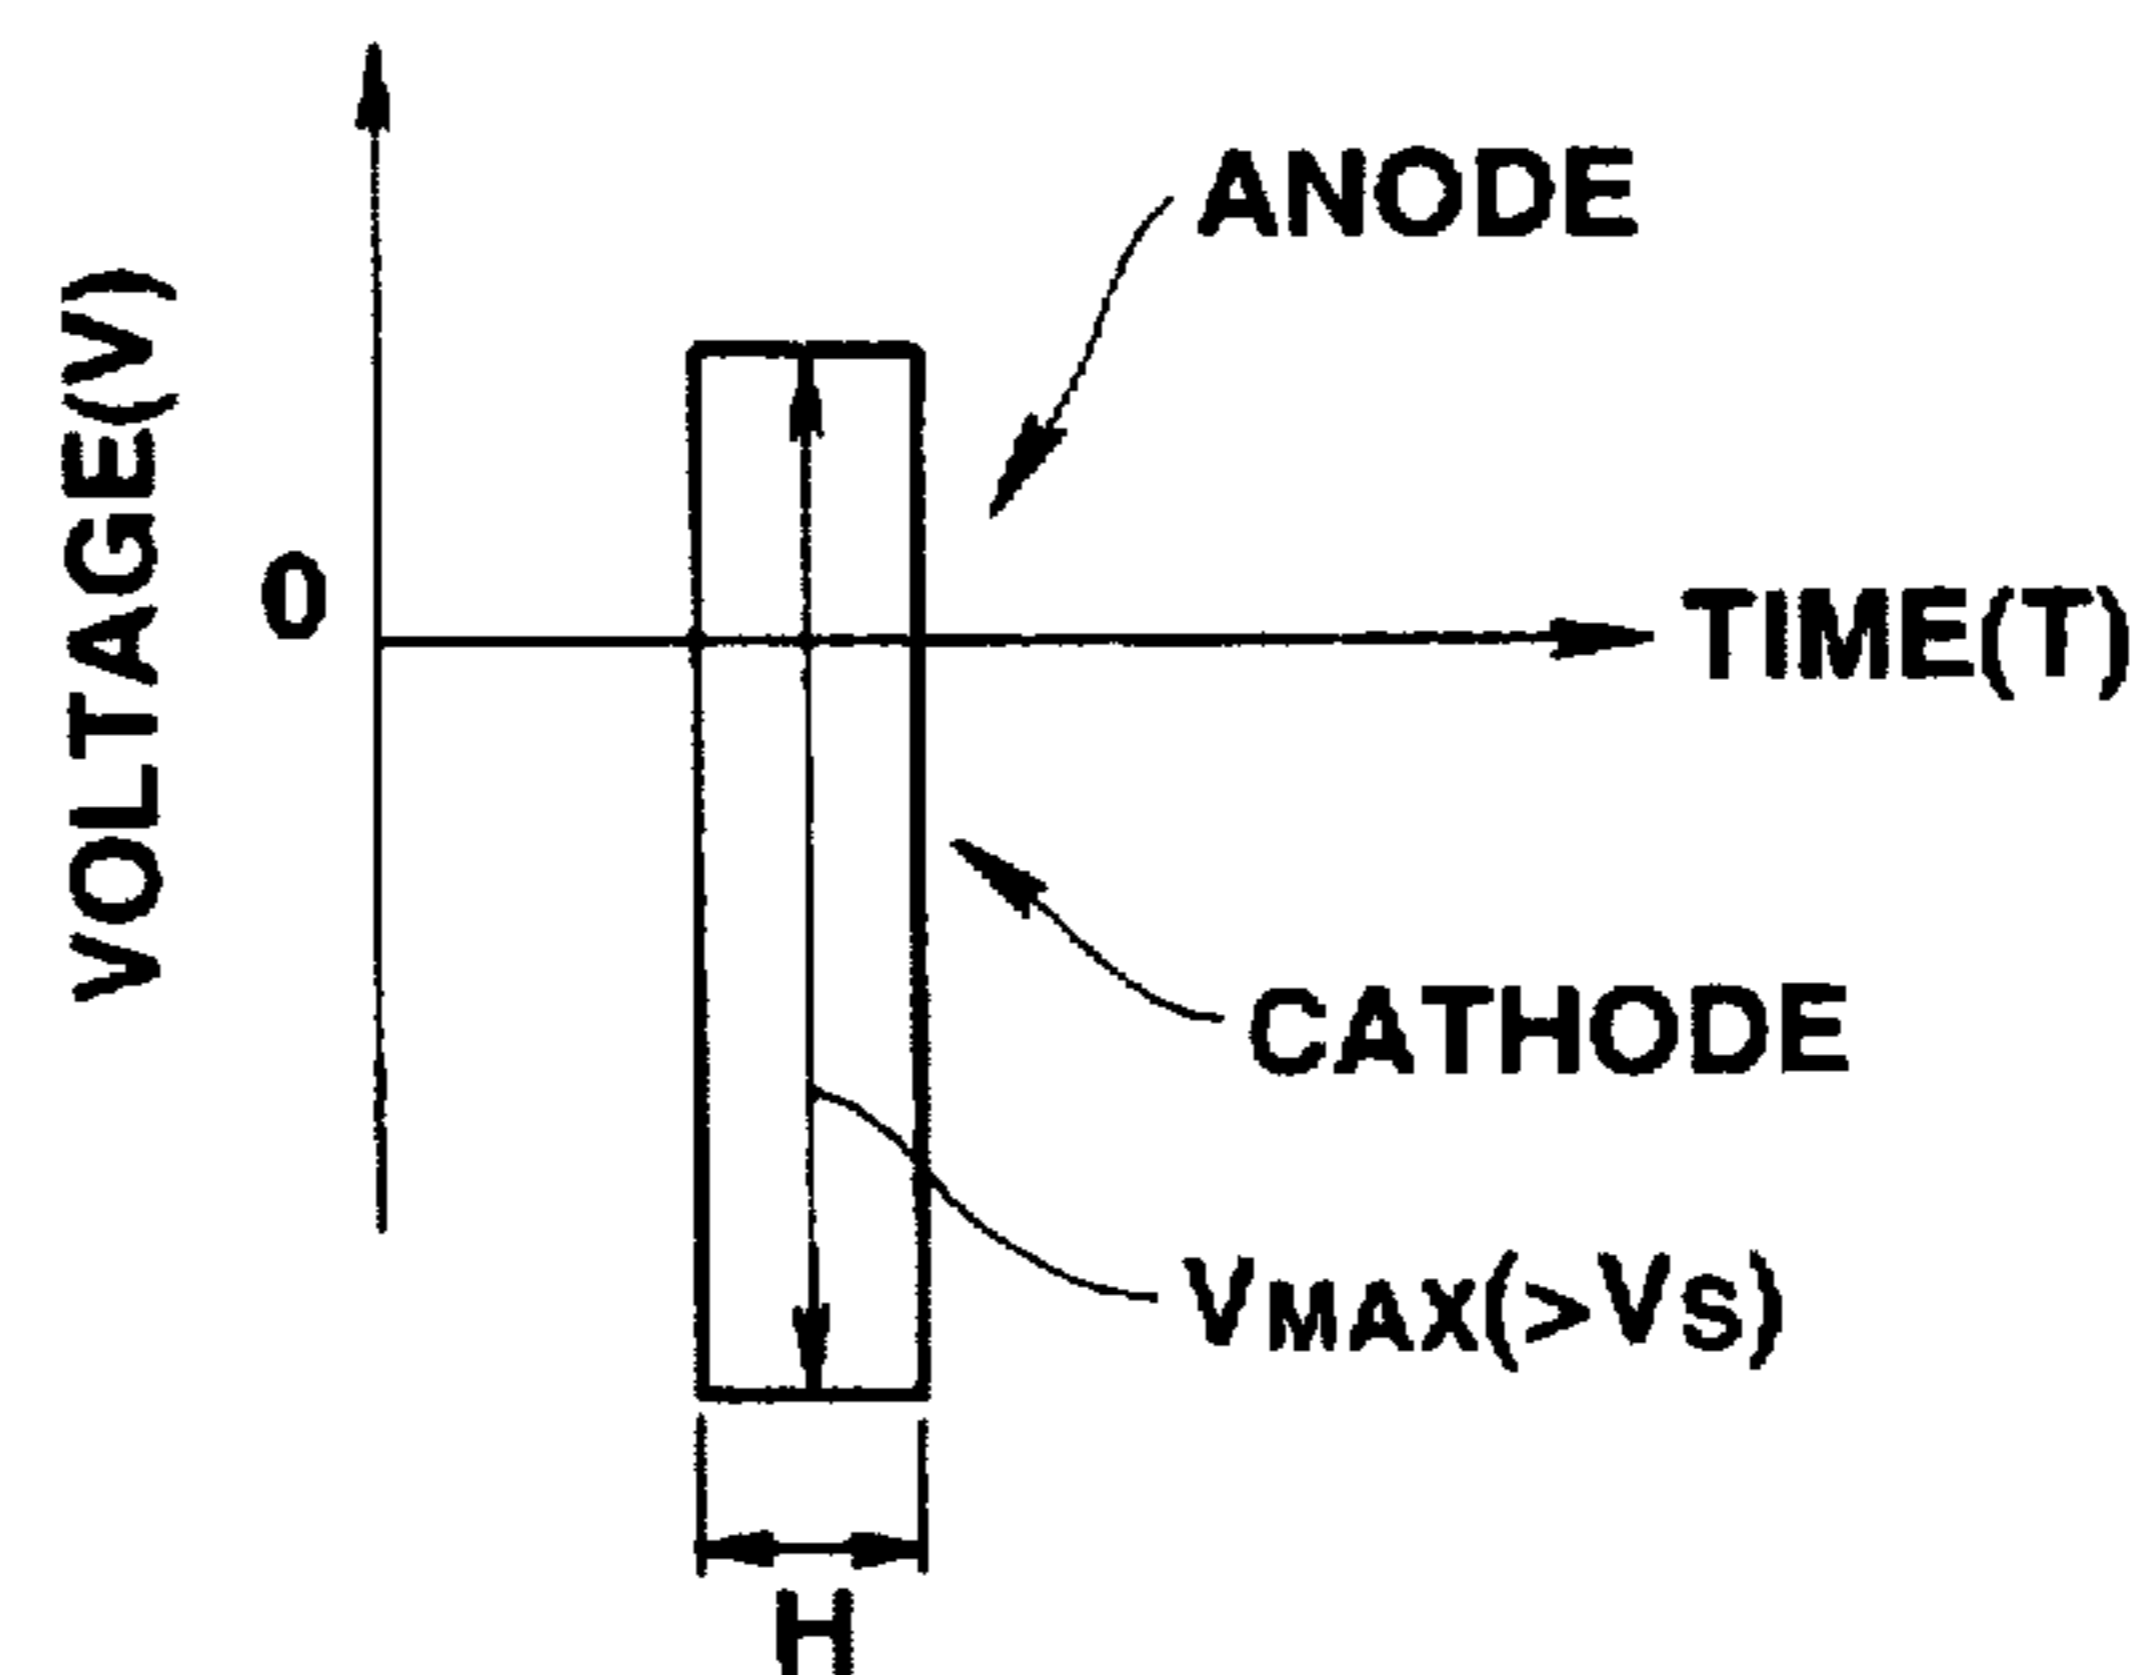 ANODE
VOLTAGE(V)
0
TIME(T)
CATHODE
VMAX(>VS)
H